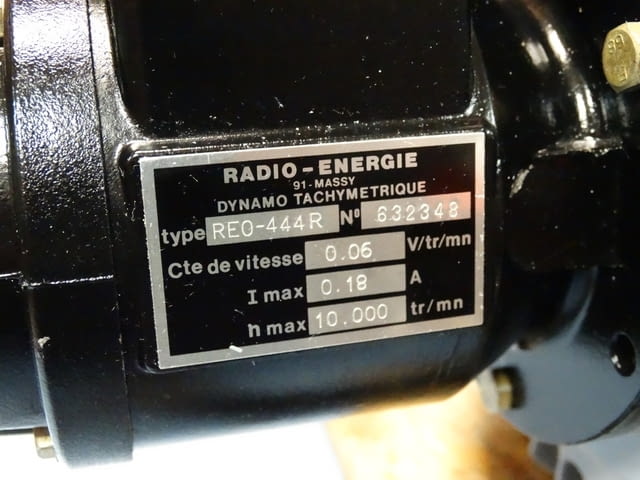 RADIO-ENERGIE
91-MASSY
DYNAMO TACHYMETRIQUE
type REO-444R Nº 632348
Cte de vitesse 0.06 V/tr/mn
I max 0.18 A
h max 10.000 tr/mn